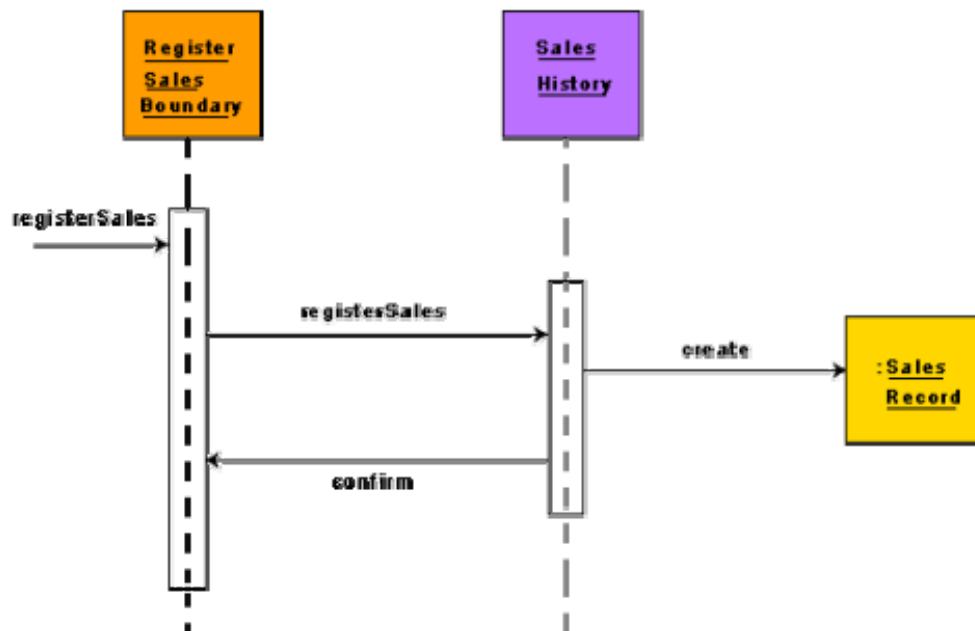 Register
Sales
Boundary
Sales
History
registerSales
registerSales
create
:Sales
Record
confirm